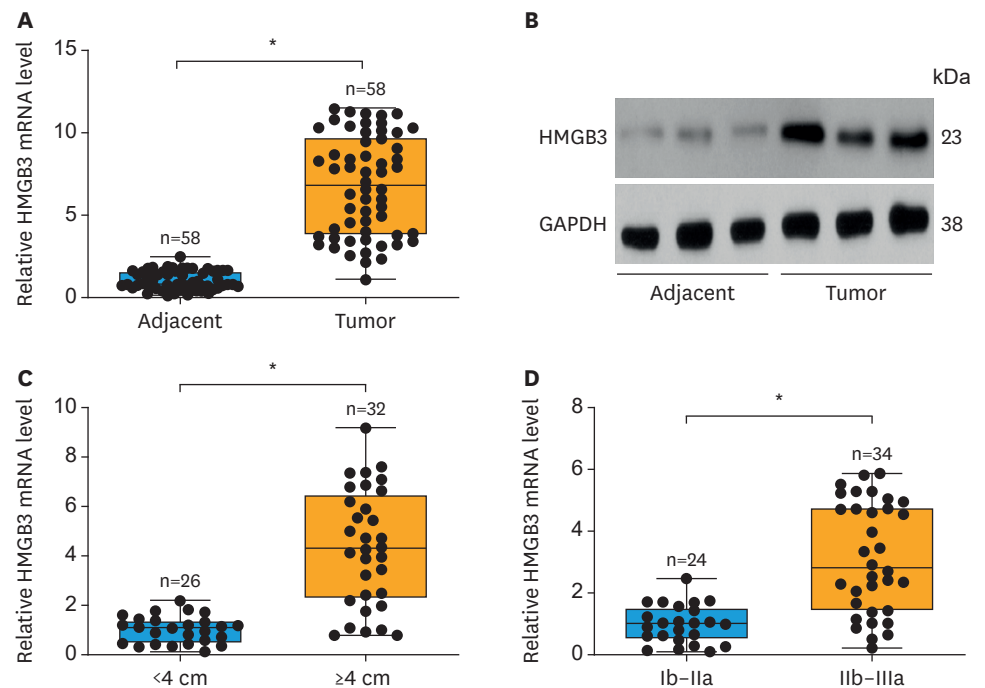 A
Relative HMGB3 mRNA level
15
10
5
0
*
n=58
n=58
Adjacent
Tumor
B
kDa
HMGB3
23
GAPDH
38
Adjacent
Tumor
C
Relative HMGB3 mRNA level
10
8
6
4
2
0
*
n=26
n=32
<4 cm
≥4 cm
D
Relative HMGB3 mRNA level
8
6
4
2
0
*
n=24
n=34
Ib–IIa
IIb–IIIa